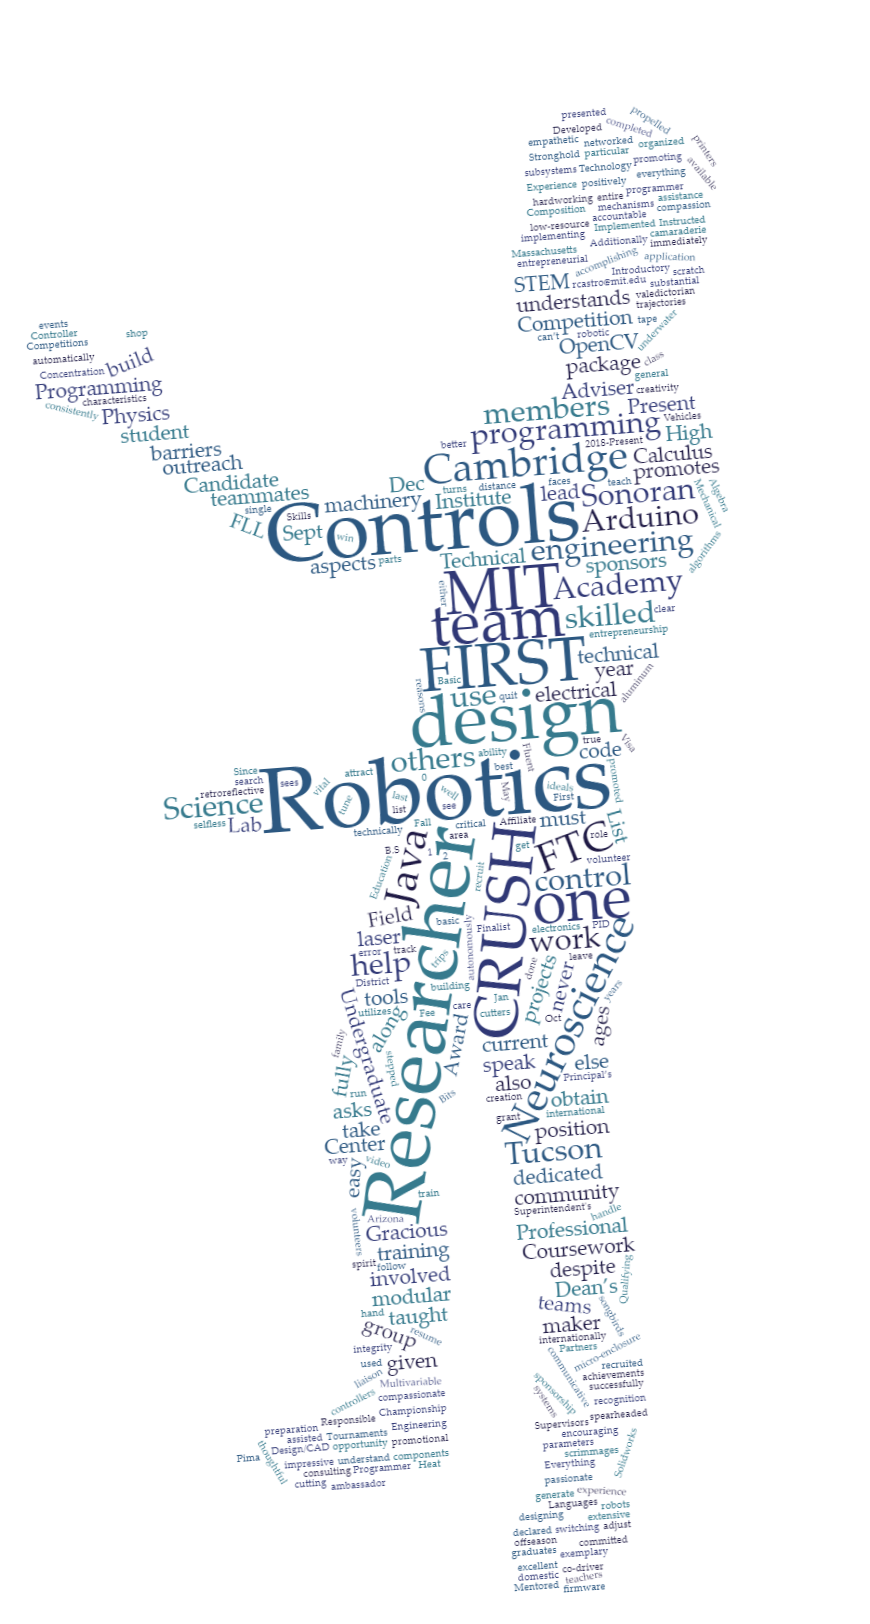 presented
propelled
Developed
completed
empathetic networked organized
printers
Stronghold particular
subsystems Technology promoting
available
Experience positively everything
hardworking entire programmer
Composition mechanisms assistance
low-resource accountable compassion
implementing Implemented Instructed
camaraderie
Massachusetts Additionally immediately
entrepreneurial accomplishing application
STEM rcastro@mit.edu Introductory scratch
substantial
understands valedictorian
trajectories
Competition tape underwater
can't robotic
OpenCV
package class
general
Adviser creativity
events
Controller shop
Competitions
automatically
Concentration build
Programming
characteristics
consistently Physics
student
barriers
outreach
Candidate
teammates
single
FLL Skills
Sept win
members Present
Vehicles
better programming
2018-Present High
Cambridge Calculus
promotes
Dec turns distance faces teach
machinery Institute lead Sonoran
Algebra
Mechanical
Controls Arduino
aspects parts Technical engineering
algorithms
sponsors
either MIT Academy
team skilled clear
entrepreneurship
FIRST technical
Basic year
reasons use quit electrical aluminum
design
true Visa
others ability Fluent code
Since attract 0 best promoted
search sees vital
retroreflective tune last well May ideals
Science Robotics list see First
selfless Lab technically Fall critical Affiliate must List
area
B.S 1 2 get FTC role
volunteer
Education Java recruit control
Field basic Finalist one
electronics PID
laser autonomously work
error track trips leave
help done
District building projects never Neuroscience
tools Jan years
utilizes Fee care cutters Oct ages
Undergraduate along Award CRUSH
family current
fully stepped speak else
Principal's
run Bits also
creation obtain
asks grant international
take position
Center Researcher Tucson
way video
easy dedicated
train community
Superintendent's
volunteers Arizona handle
Gracious Professional
training Coursework
spirit follow despite
involved Dean's Qualifying
modular teams songbirds
hand taught maker
group resume internationally
integrity Partners
used given micro-enclosure
liaison Multivariable communicative recruited
achievements
controllers compassionate sponsorship successfully
Championship systems recognition
preparation Responsible spearheaded
assisted Tournaments Engineering Supervisors encouraging
Design/CAD opportunity promotional parameters
Pima thoughtful impressive understand components scrimmages
consulting Programmer Heat Everything Solidworks
cutting ambassador passionate
generate experience
Languages robots
designing extensive
declared switching adjust
offseason committed
graduates exemplary
excellent co-driver
domestic teachers
Mentored firmware